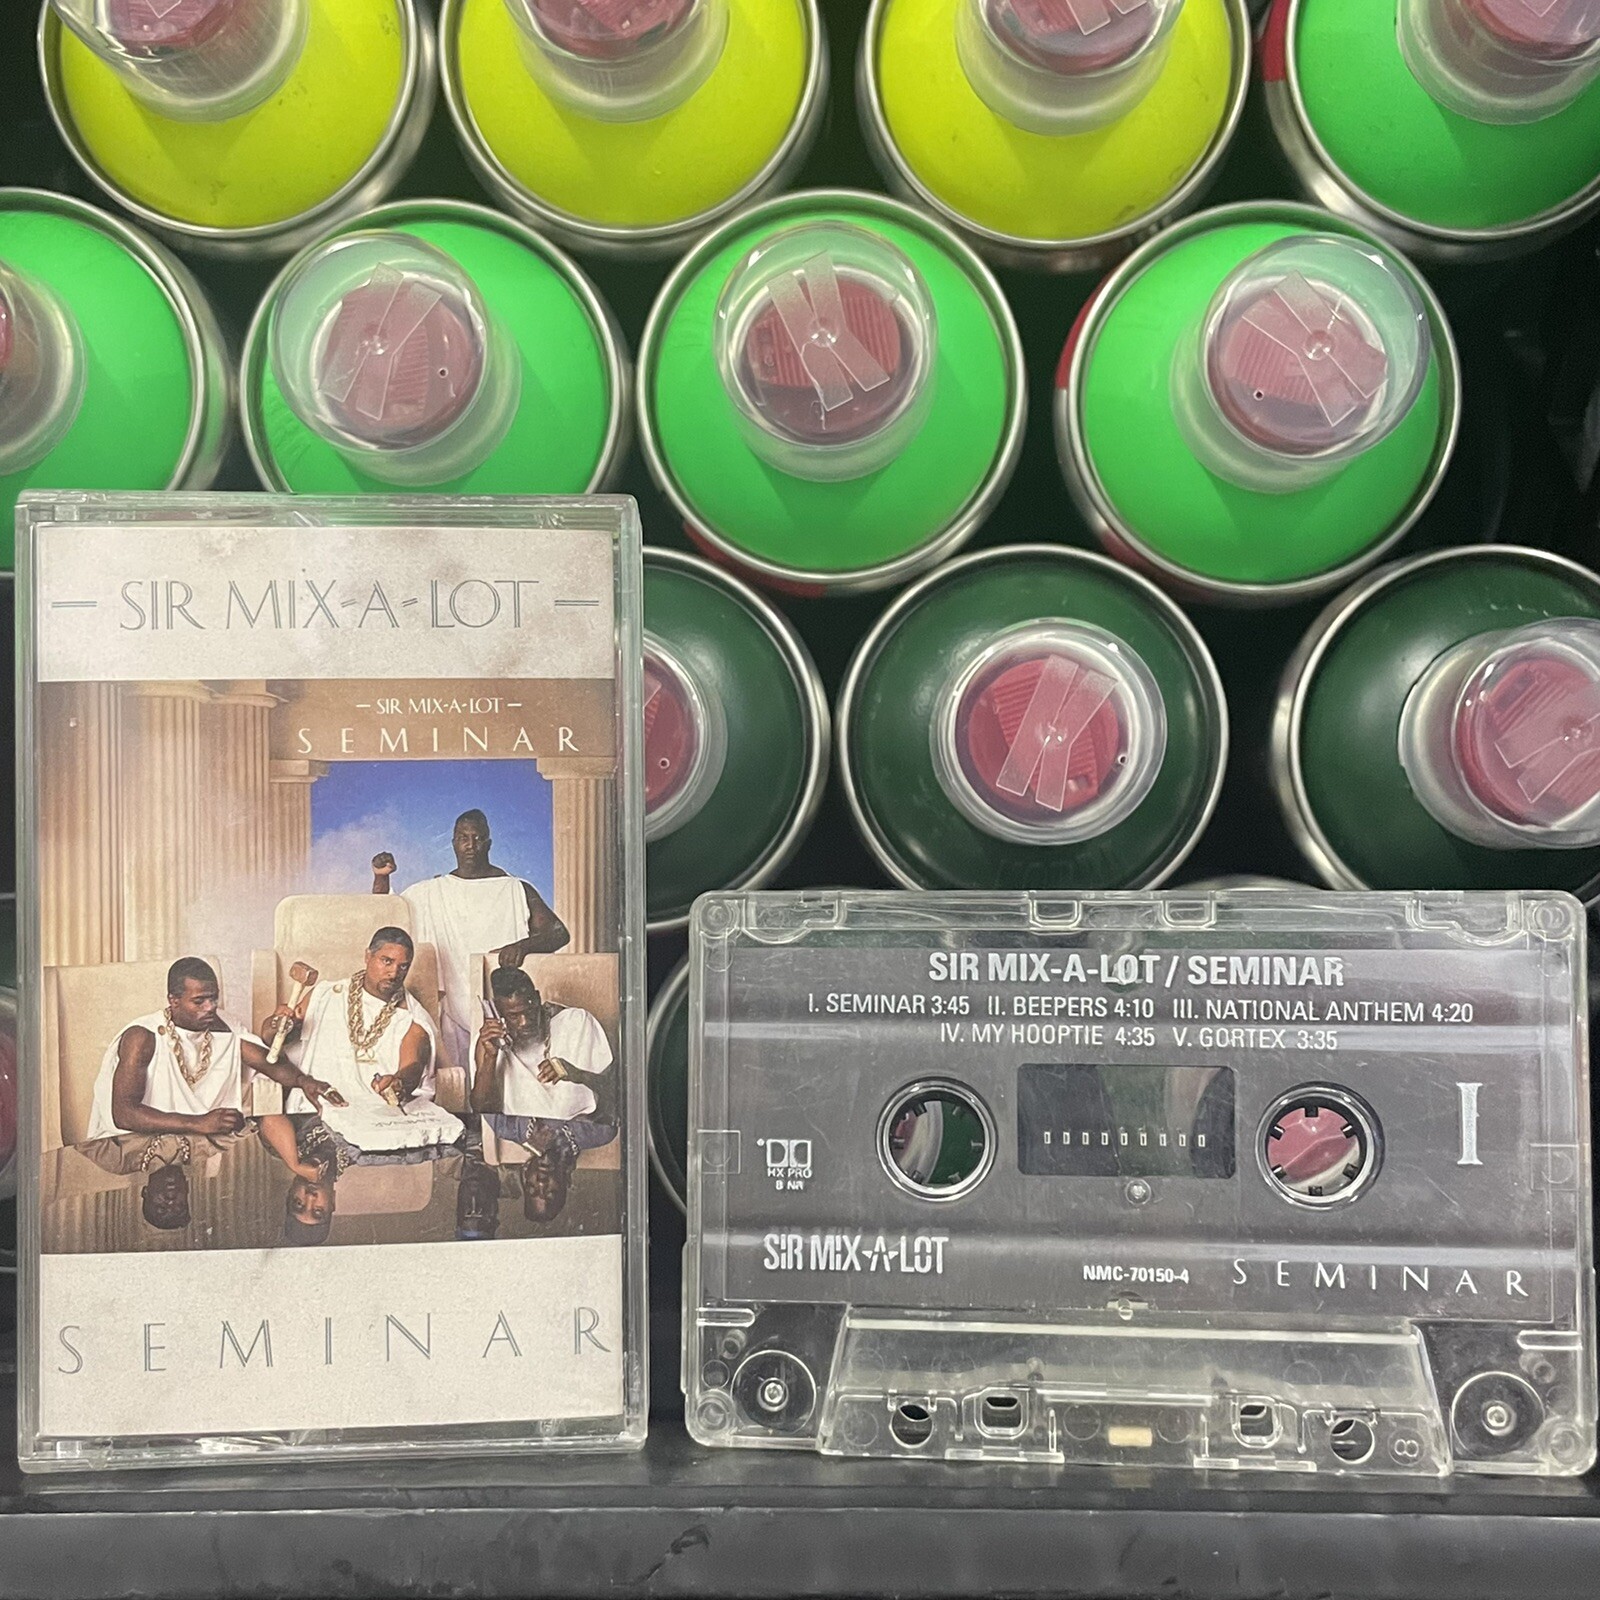 SIR MIX-A-LOT
SIR MIX-A-LOT
SEMINAR
SEMINAR
SIR MIX-A-LOT / SEMINAR
I. SEMINAR 3:45 II. BEEPERS 4:10 III. NATIONAL ANTHEM 4:20
IV. MY HOOPTIE 4:35 V. GORTEX 3:35
I
HX PRO
B NR
SIR MIX-A-LOT
NMC-70150-4
SEMINAR
8